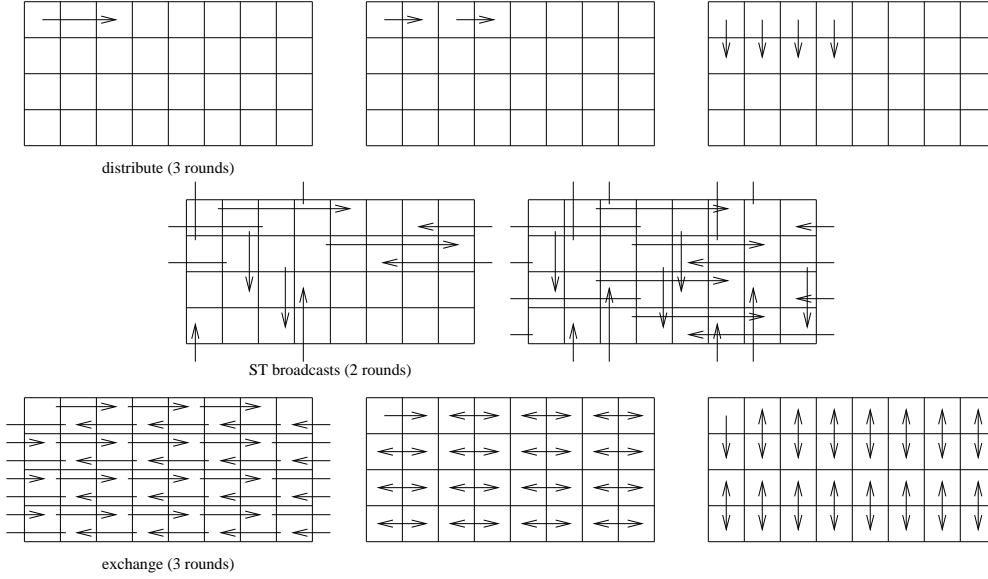 distribute (3 rounds)
ST broadcasts (2 rounds)
exchange (3 rounds)